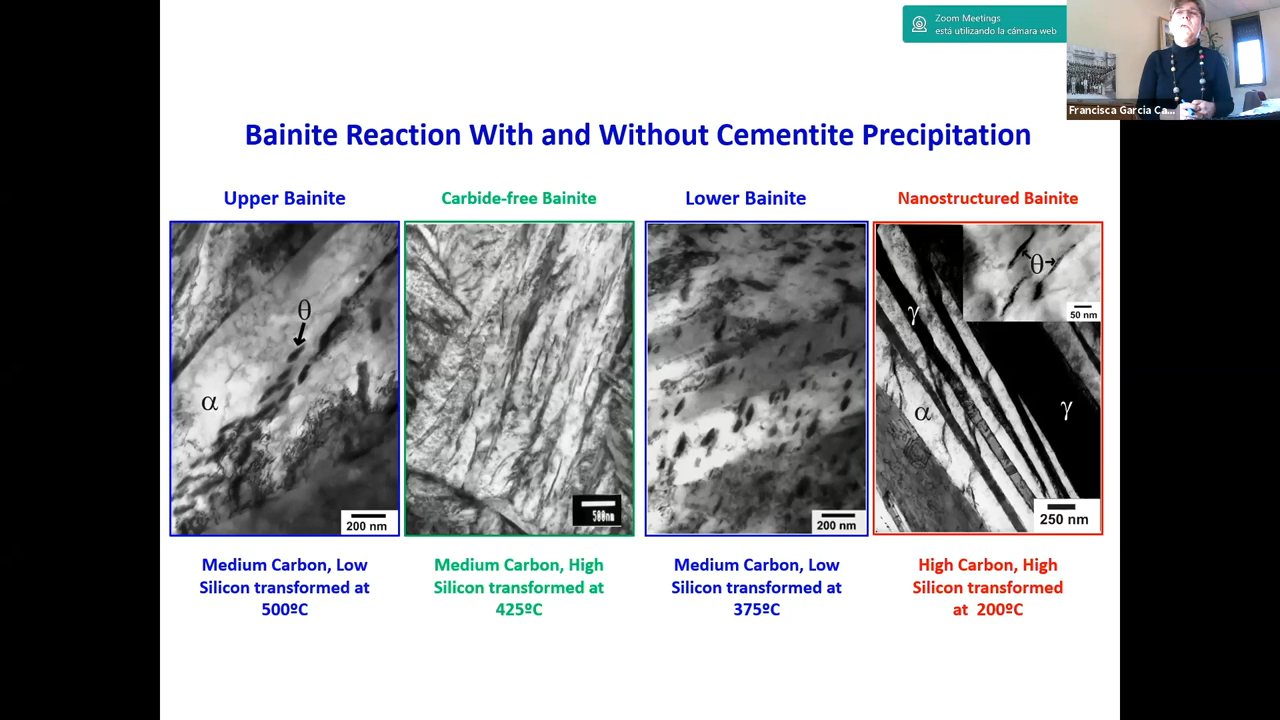 Zoom Meetings
está utilizando la cámara web
Francisca Garcia Ca...
Bainite Reaction With and Without Cementite Precipitation
Upper Bainite
Carbide-free Bainite
Lower Bainite
Nanostructured Bainite
θ
α
200 nm
500nm
200 nm
θ
50 nm
γ
α
γ
250 nm
Medium Carbon, Low
Silicon transformed at
500ºC
Medium Carbon, High
Silicon transformed at
425ºC
Medium Carbon, Low
Silicon transformed at
375ºC
High Carbon, High
Silicon transformed
at 200ºC